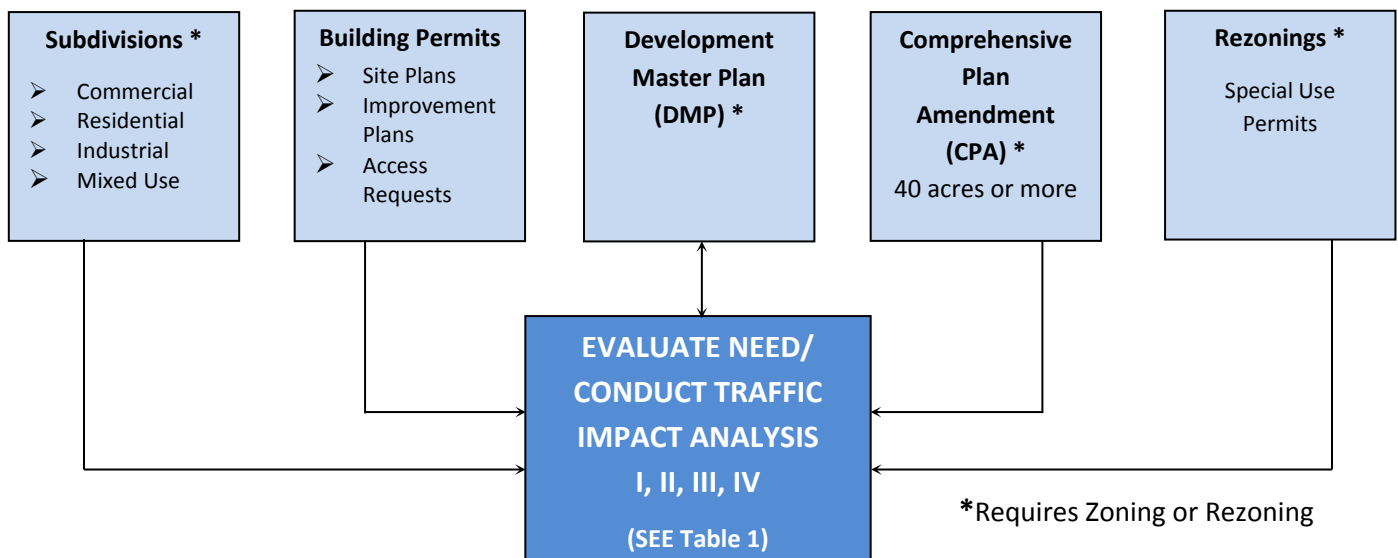 Subdivisions *
➢ Commercial
➢ Residential
➢ Industrial
➢ Mixed Use
Building Permits
➢ Site Plans
➢ Improvement
Plans
➢ Access
Requests
Development
Master Plan
(DMP) *
Comprehensive
Plan
Amendment
(CPA) *
40 acres or more
Rezonings *
Special Use
Permits
EVALUATE NEED/
CONDUCT TRAFFIC
IMPACT ANALYSIS
I, II, III, IV
(SEE Table 1)
*Requires Zoning or Rezoning